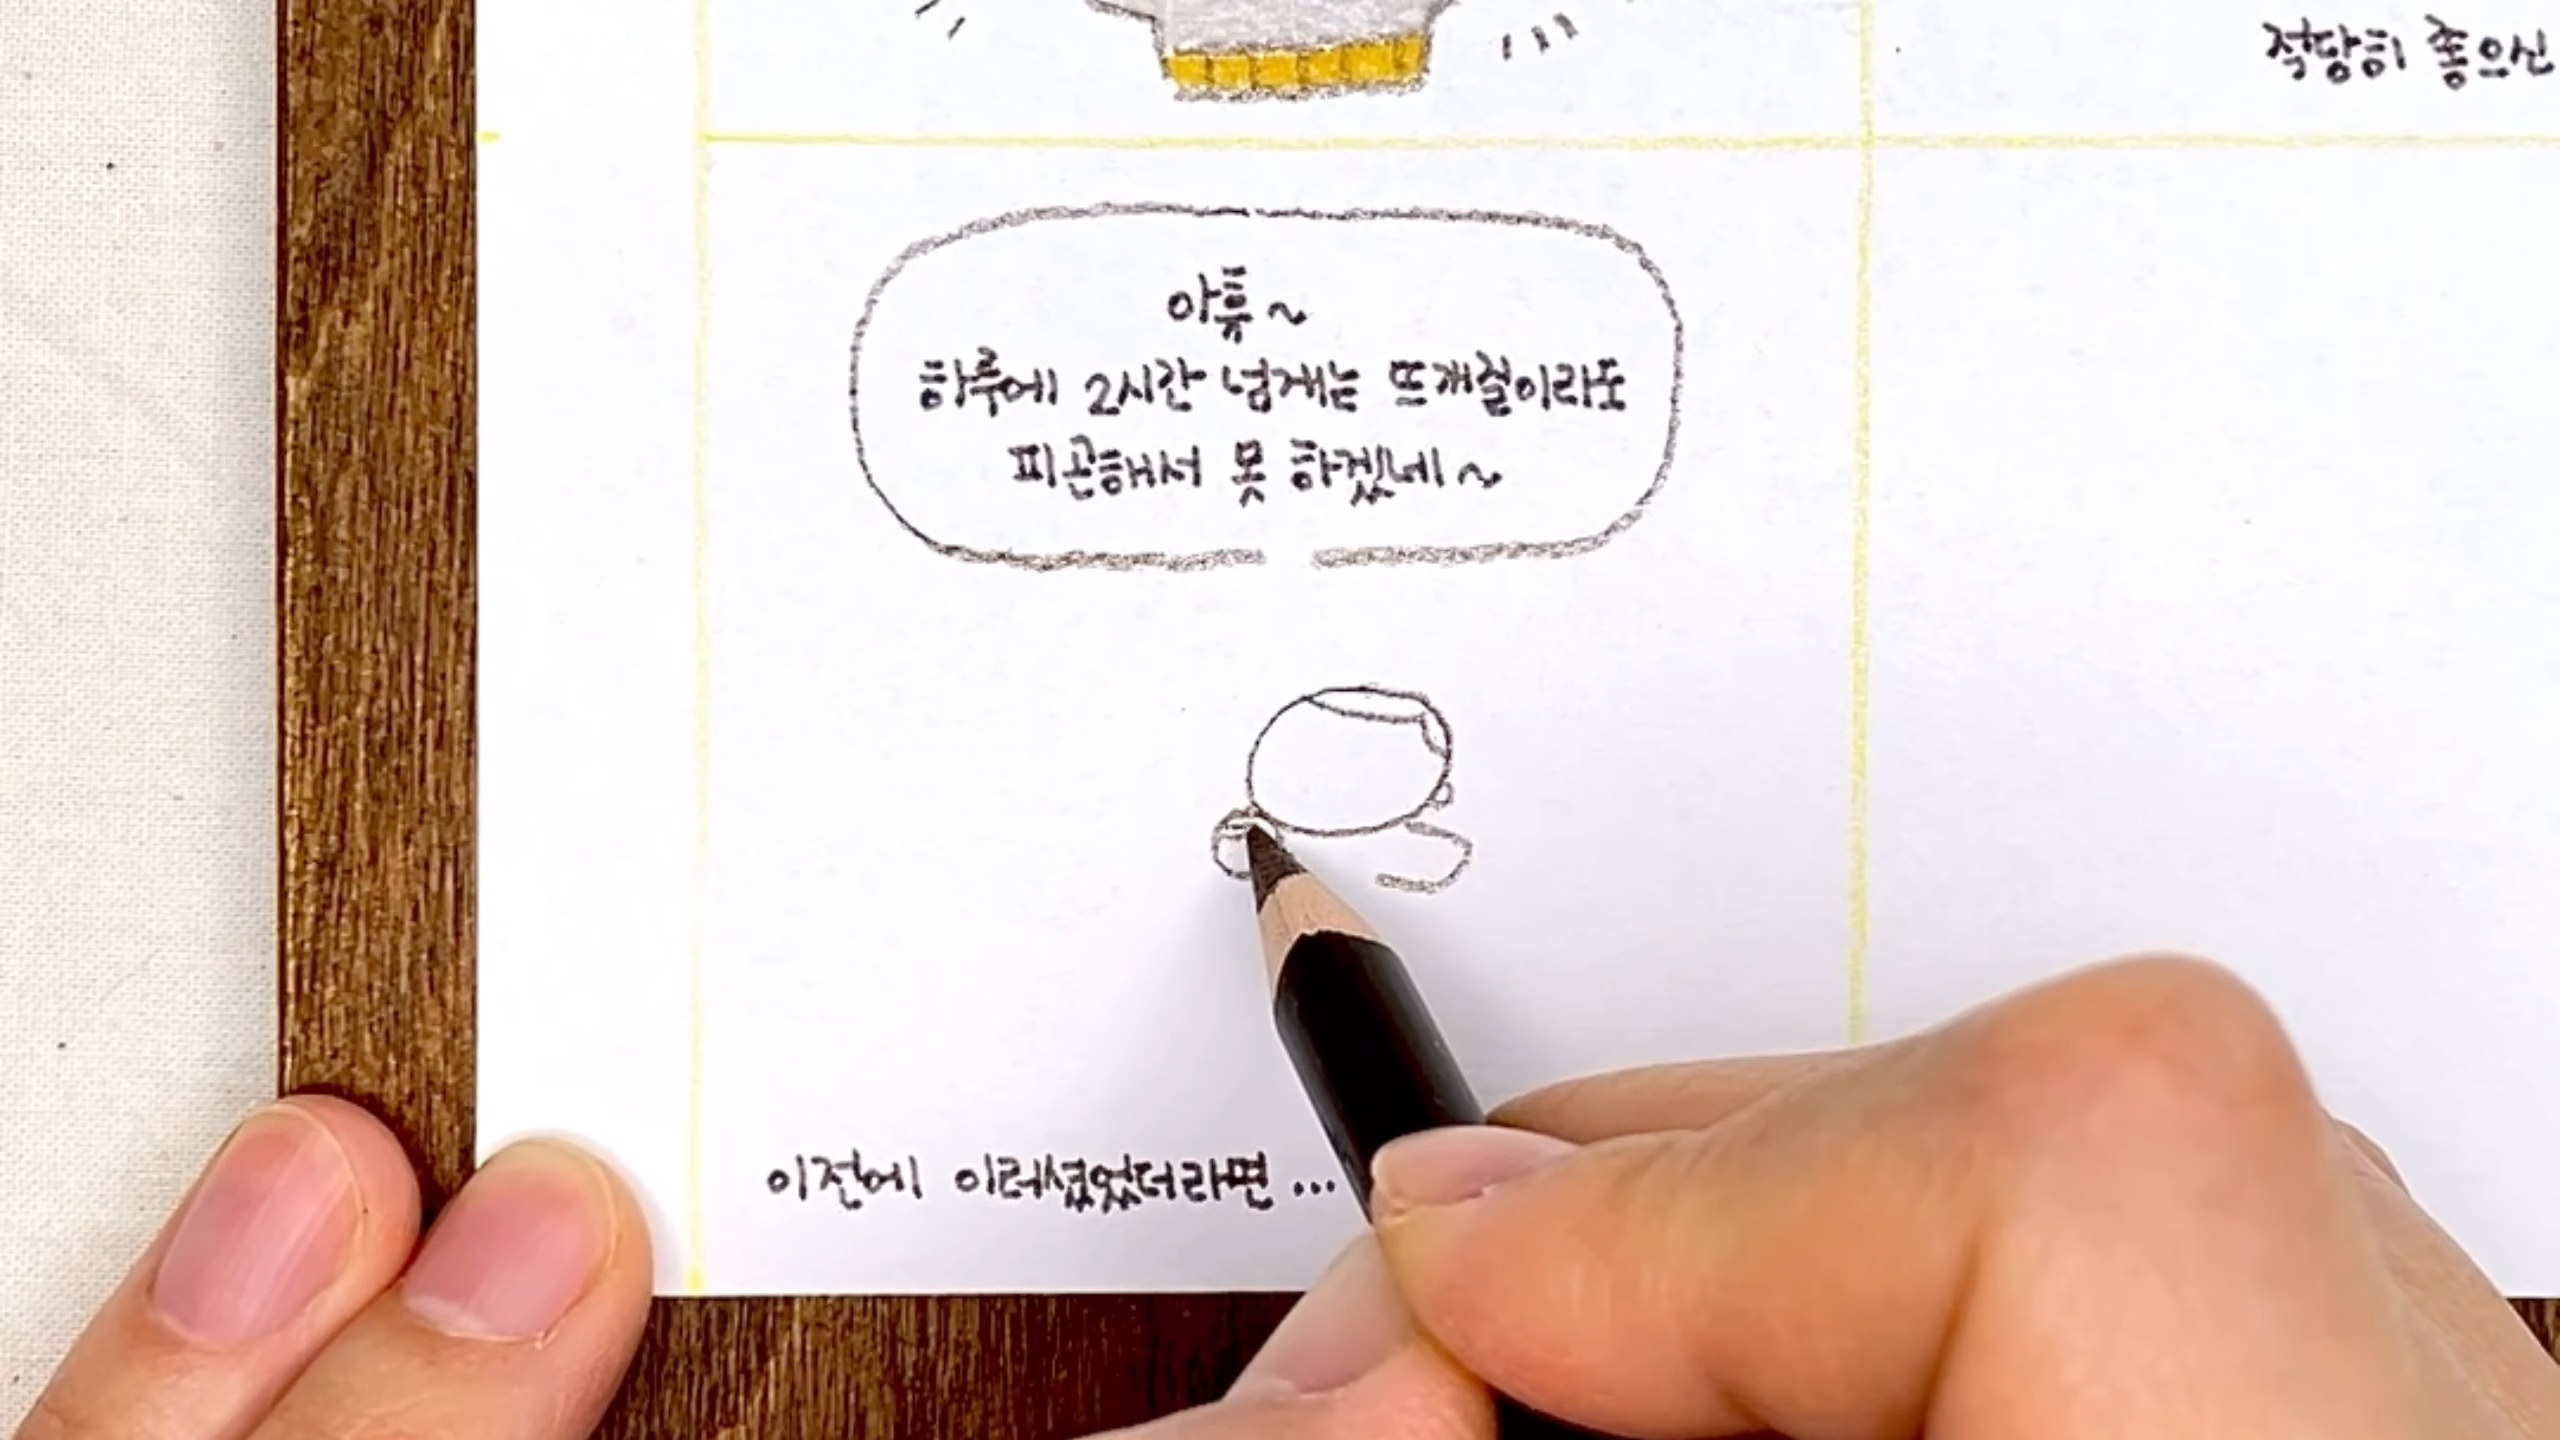 적당히 좋으신
아휴~
하루에 2시간 넘게는 뜨개질이라도
피곤해서 못 하겠네~
이전에 이러셨었더라면...